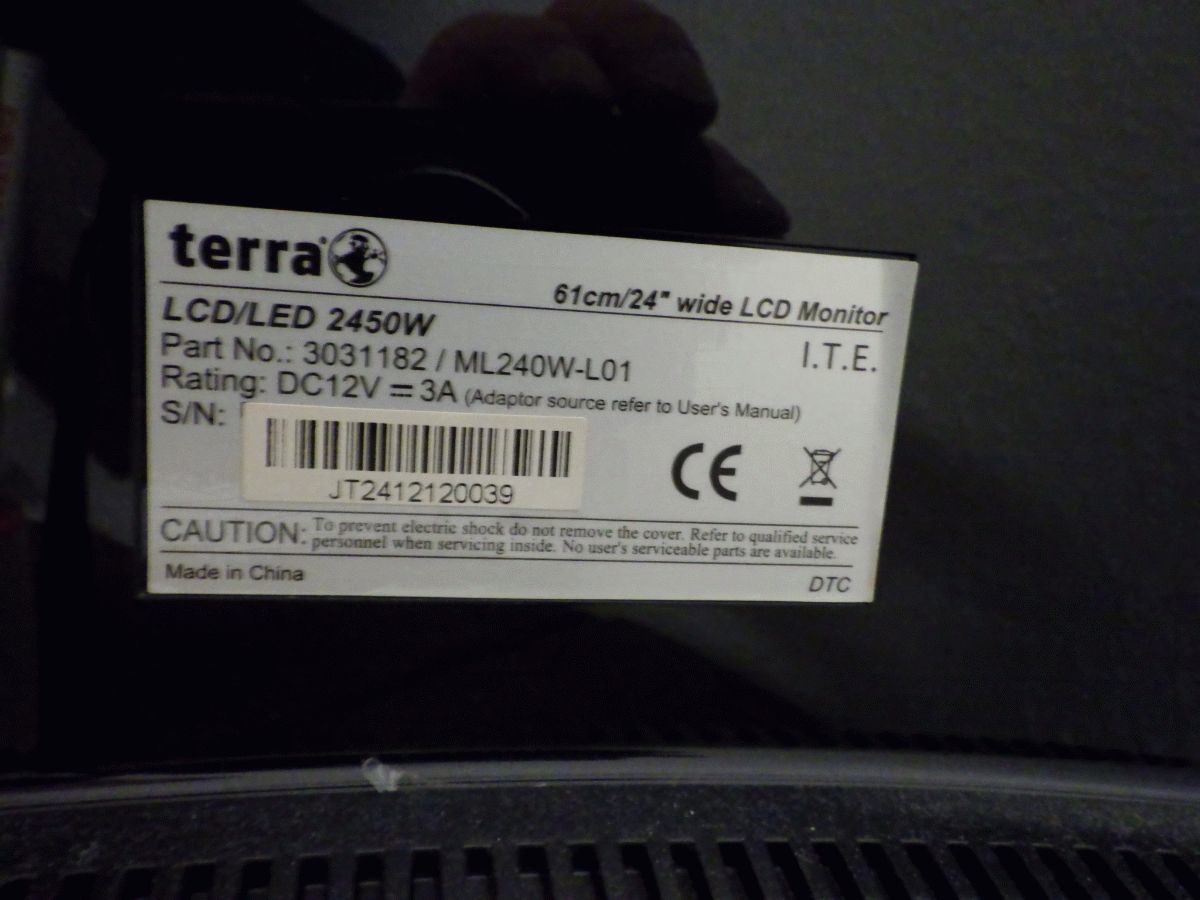 terra
61cm/24" wide LCD Monitor
LCD/LED 2450W
I.T.E.
Part No.: 3031182 / ML240W-L01
Rating: DC12V ⎓ 3A (Adaptor source refer to User's Manual)
S/N:
JT2412120039
CE
CAUTION: To prevent electric shock do not remove the cover. Refer to qualified service
personnel when servicing inside. No user's serviceable parts are available.
Made in China
DTC